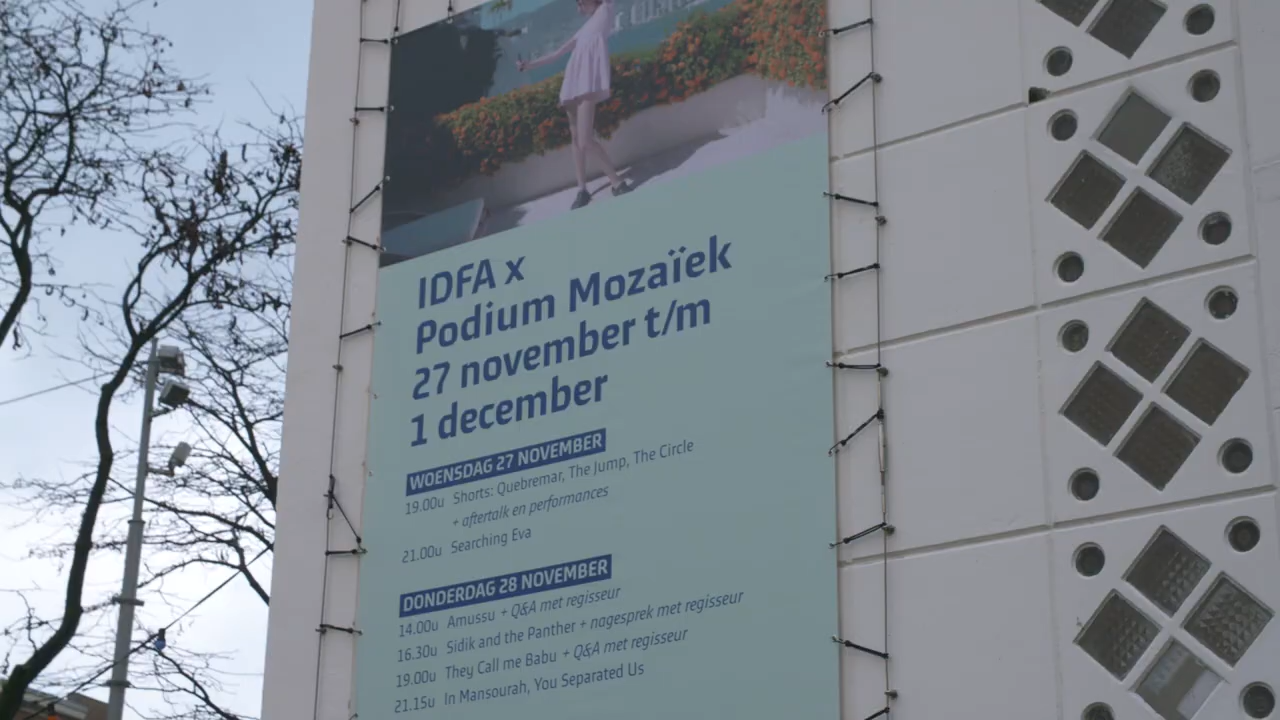 IDFA x
Podium Mozaïek
27 november t/m
1 december
WOENSDAG 27 NOVEMBER
19.00u Shorts: Quebremar, The Jump, The Circle
+ aftertalk en performances
21.00u Searching Eva
DONDERDAG 28 NOVEMBER
14.00u Amussu + Q&A met regisseur
16.30u Sidik and the Panther + nagesprek met regisseur
19.00u They Call me Babu + Q&A met regisseur
21.15u In Mansourah, You Separated Us